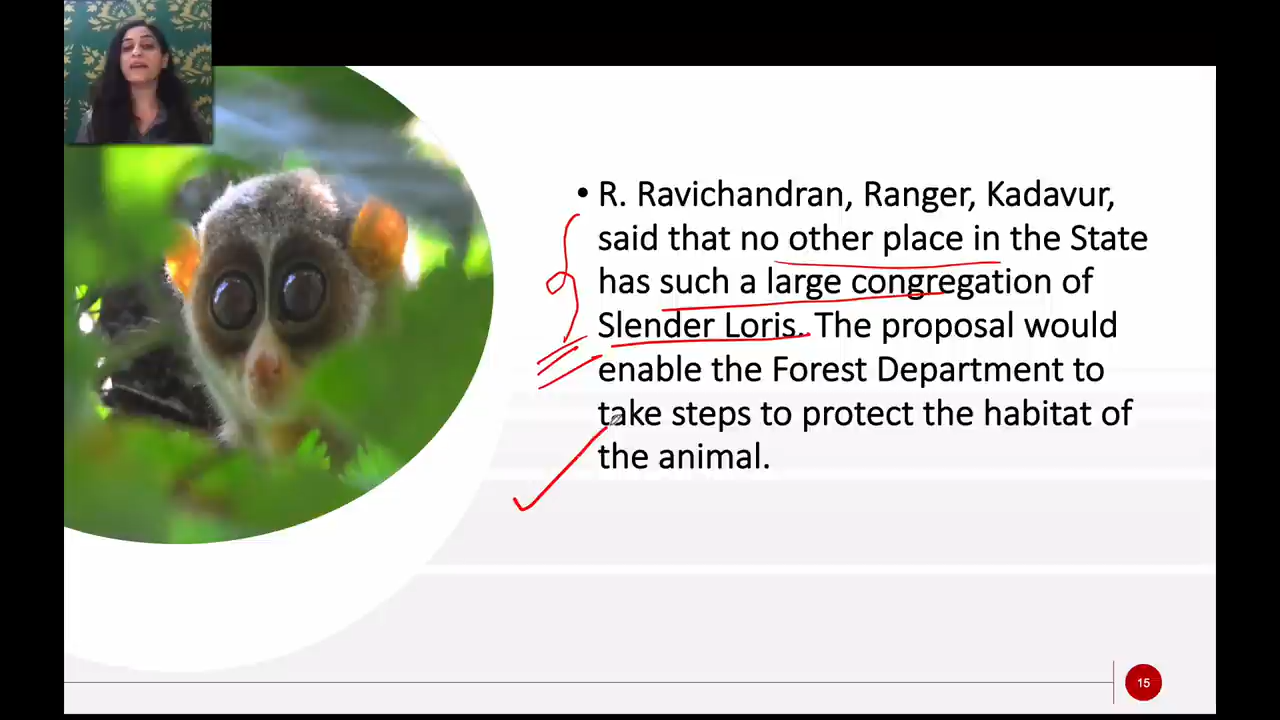 • R. Ravichandran, Ranger, Kadavur,
said that no other place in the State
has such a large congregation of
Slender Loris. The proposal would
enable the Forest Department to
take steps to protect the habitat of
the animal.
15